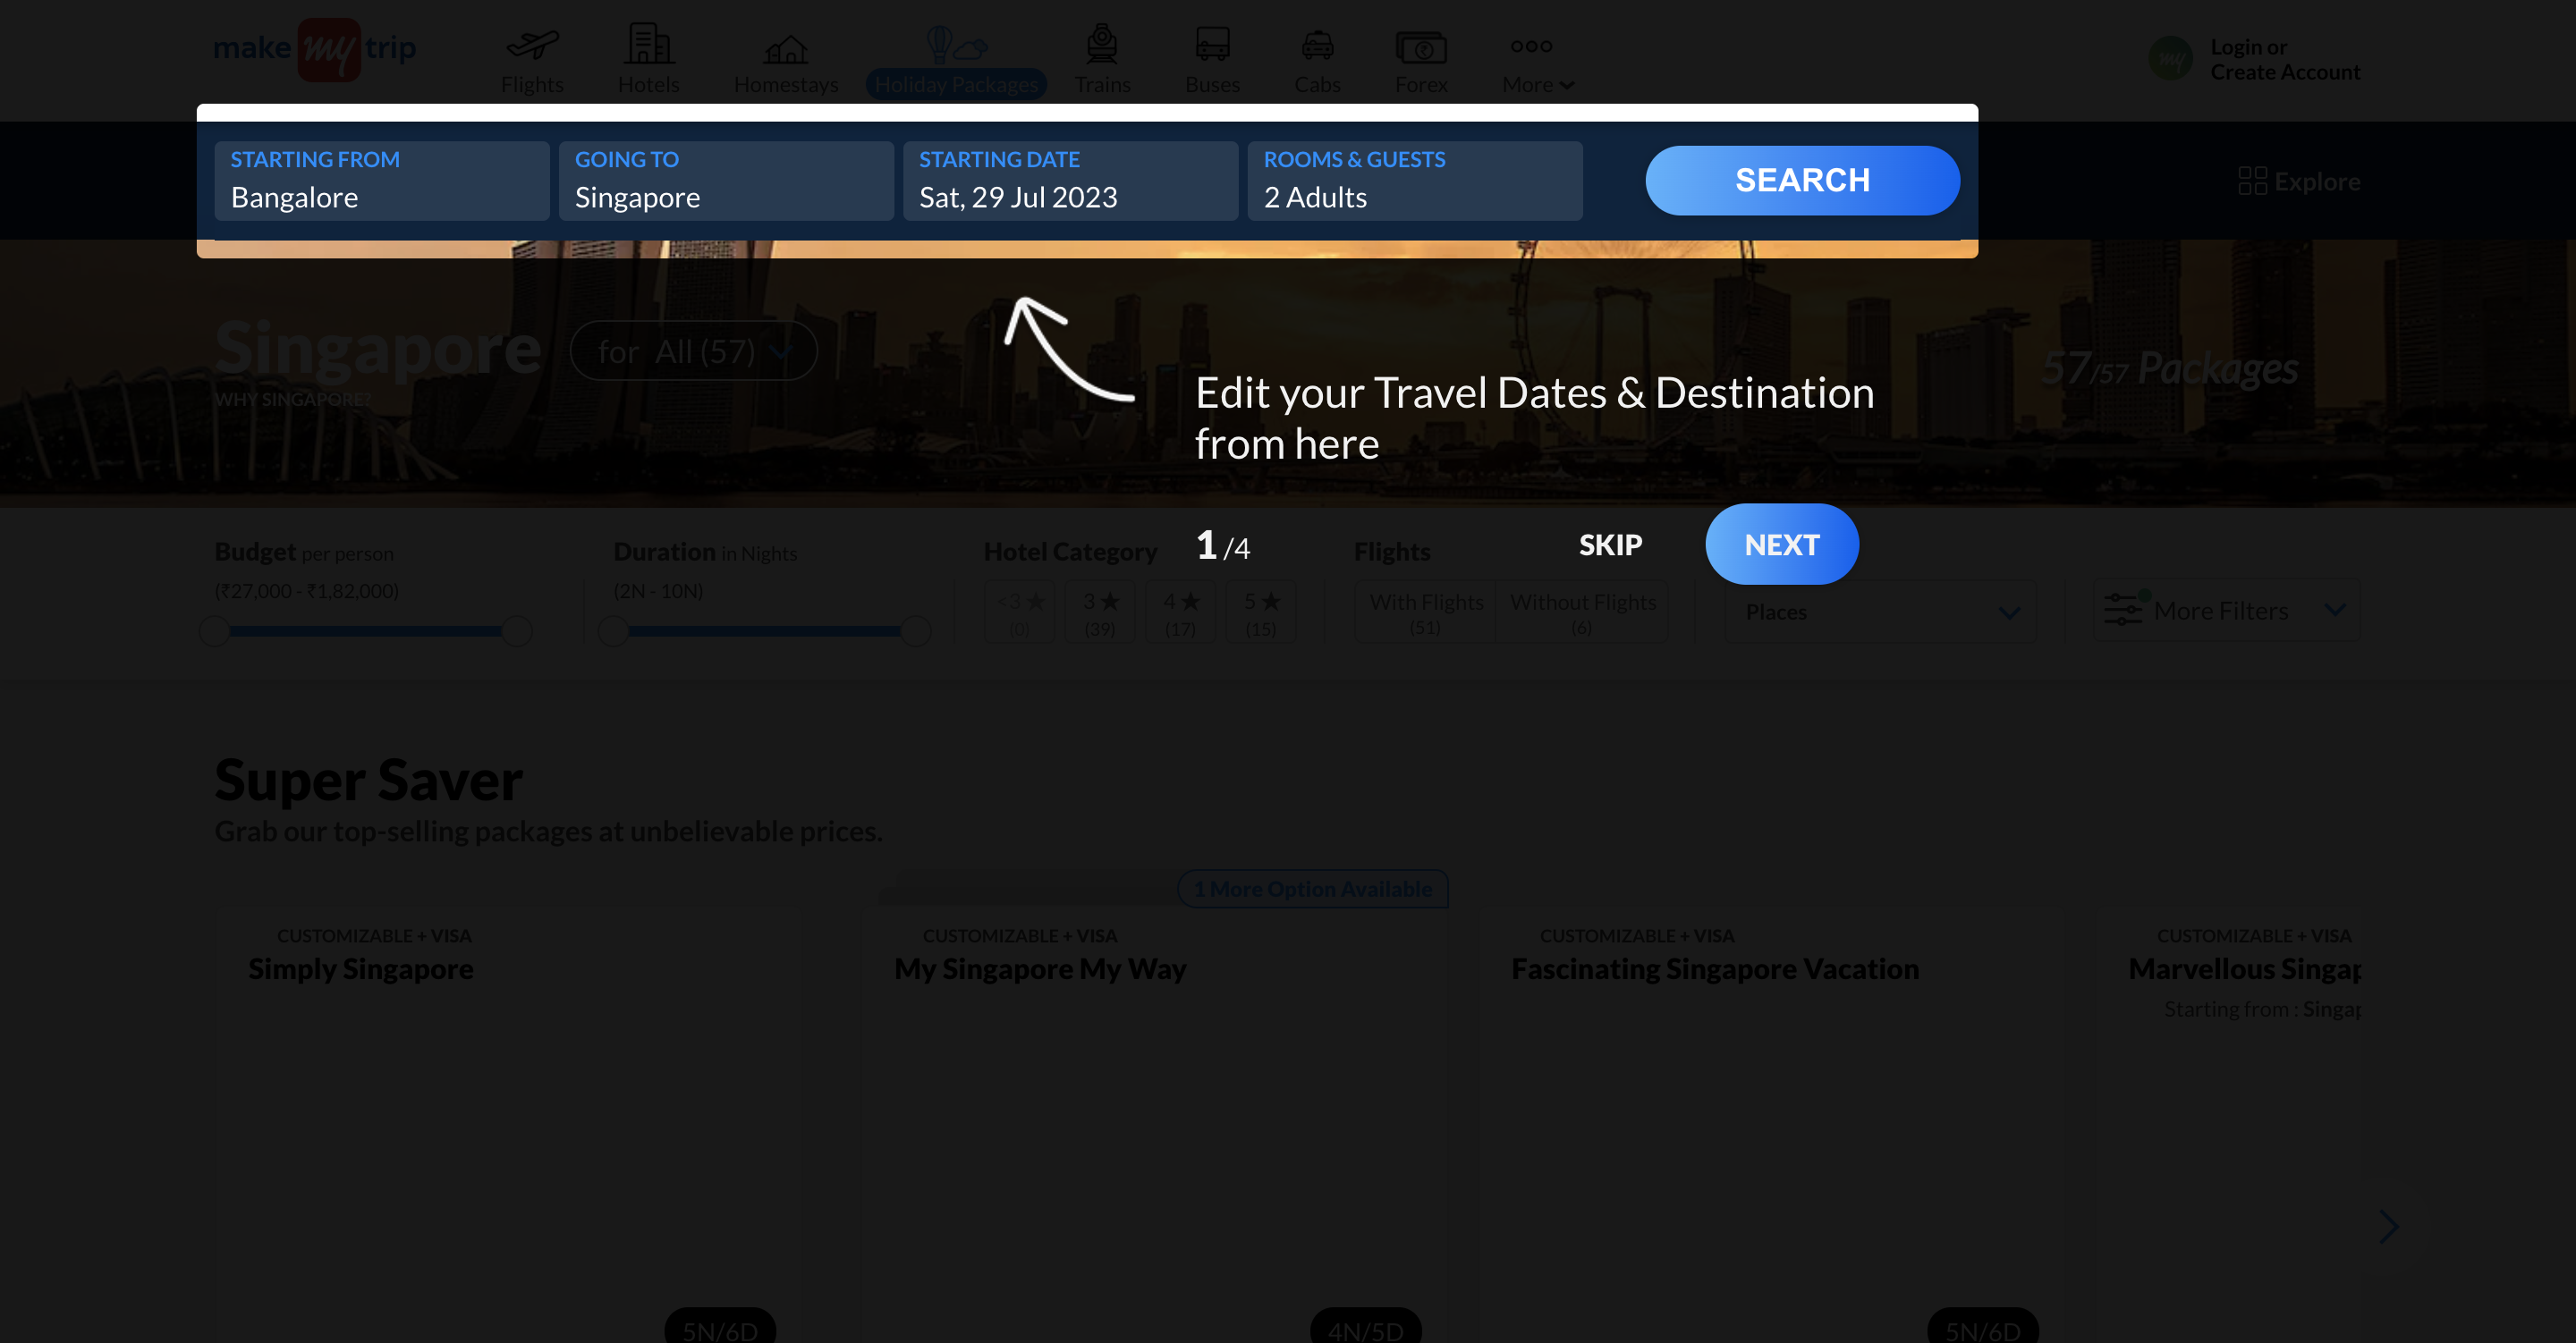 make my trip
Flights
Hotels
Homestays
Holiday Packages
Trains
Buses
Cabs
Forex
More
my
Login or
Create Account
STARTING FROM
Bangalore
GOING TO
Singapore
STARTING DATE
Sat, 29 Jul 2023
ROOMS & GUESTS
2 Adults
SEARCH
Explore
Singapore
for All (57)
WHY SINGAPORE?
57/57 Packages
Edit your Travel Dates & Destination
from here
1/4
SKIP
NEXT
Budget per person
(₹27,000 - ₹1,82,000)
Duration in Nights
(2N - 10N)
Hotel Category
<3 ★
(0)
3 ★
(39)
4 ★
(17)
5 ★
(15)
Flights
With Flights
(51)
Without Flights
(6)
Places
More Filters
Super Saver
Grab our top-selling packages at unbelievable prices.
1 More Option Available
CUSTOMIZABLE + VISA
Simply Singapore
5N/6D
CUSTOMIZABLE + VISA
My Singapore My Way
4N/5D
CUSTOMIZABLE + VISA
Fascinating Singapore Vacation
5N/6D
CUSTOMIZABLE + VISA
Marvellous Singap
Starting from : Singap